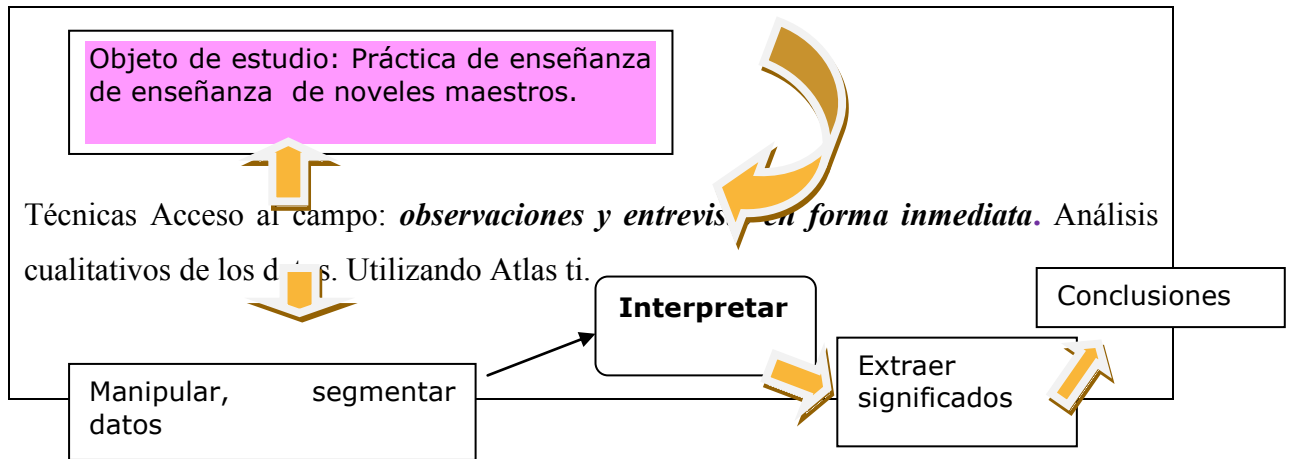 Objeto de estudio: Práctica de enseñanza
de enseñanza de noveles maestros.
Técnicas Acceso al campo: observaciones y en forma inmediata. Análisis
cualitativos de los Utilizando Atlas ti.
Interpretar
Conclusiones
Extraer
significados
Manipular, segmentar
datos